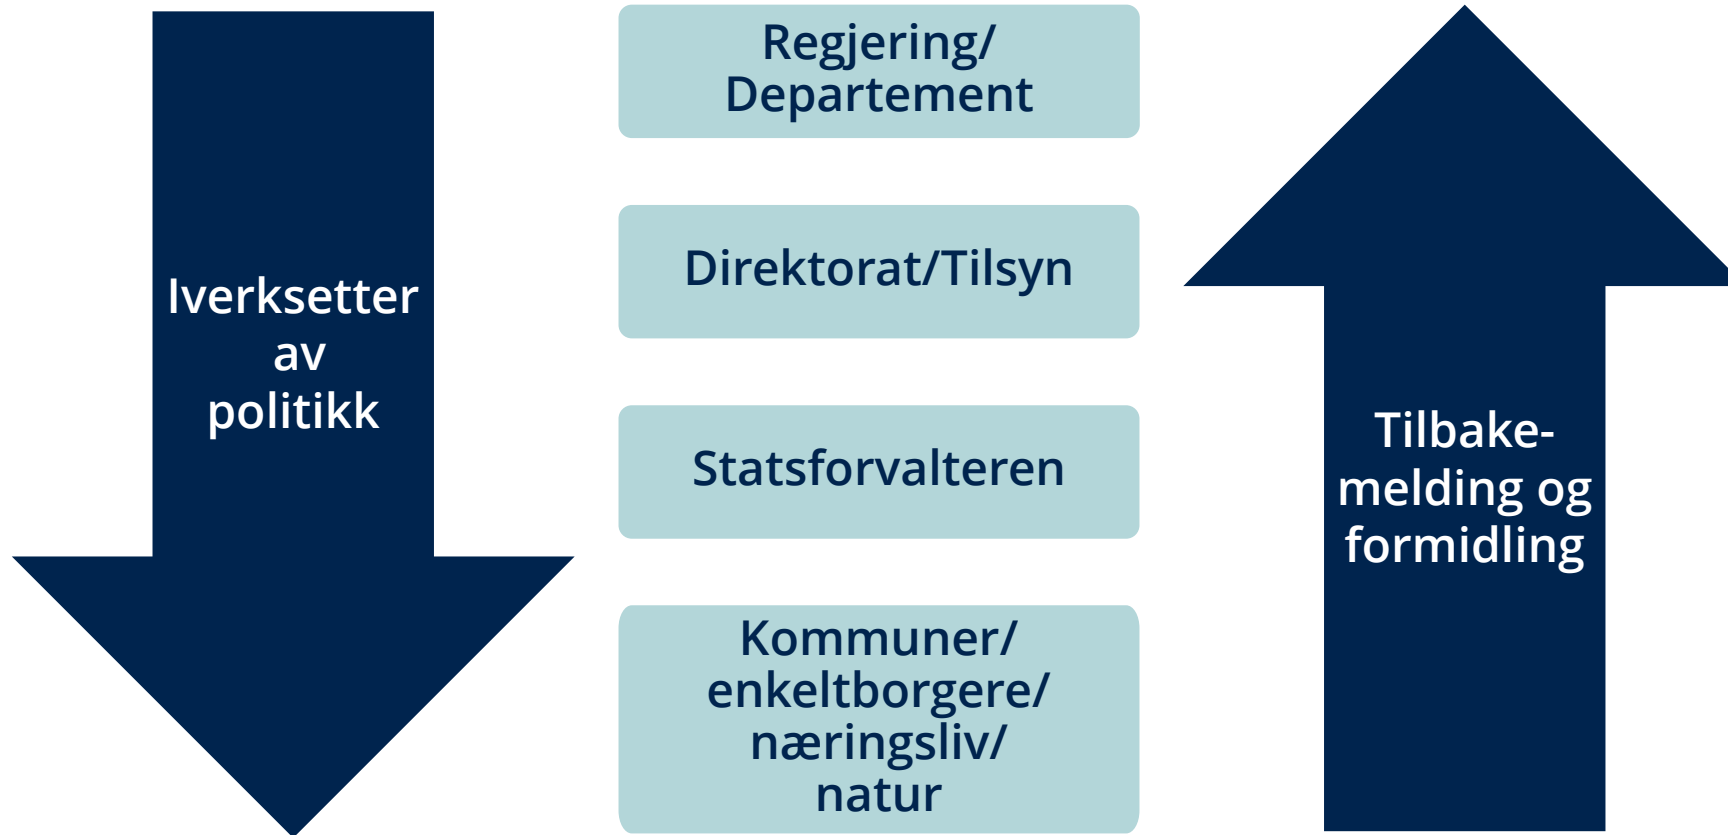 Iverksetter
av
politikk
Regjering/
Departement
Direktorat/Tilsyn
Statsforvalteren
Kommuner/
enkeltborgere/
næringsliv/
natur
Tilbake-
melding og
formidling